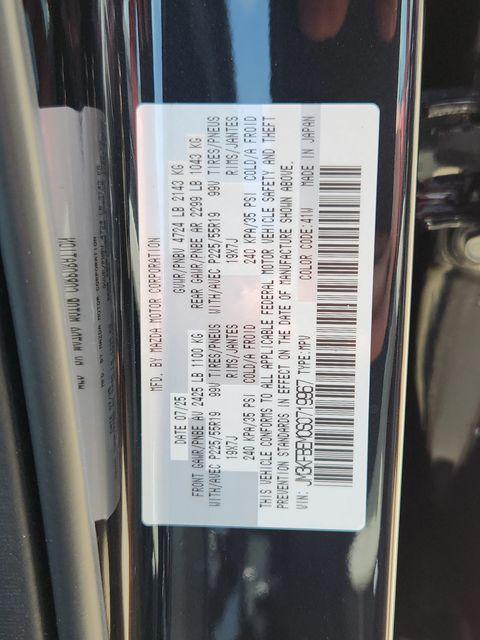 MFD. BY MAZDA MOTOR CORPORATION
DATE 07/25 GVWR/PNBV 4724 LB 2143 KG
FRONT GAWR/PNBE AV 2425 LB 1100 KG REAR GAWR/PNBE AR 2299 LB 1043 KG
WITH/AVEC P225/55R19 99V TIRES/PNEUS WITH/AVEC P225/55R19 99V TIRES/PNEUS
19X7J RIMS/JANTES 19X7J RIMS/JANTES
240 KPA/35 PSI COLD/A FROID 240 KPA/35 PSI COLD/A FROID
THIS VEHICLE CONFORMS TO ALL APPLICABLE FEDERAL MOTOR VEHICLE SAFETY AND THEFT
PREVENTION STANDARDS IN EFFECT ON THE DATE OF MANUFACTURE SHOWN ABOVE.
VIN: JM3KFBEM0S0719967 TYPE:MPV COLOR CODE:41W MADE IN JAPAN